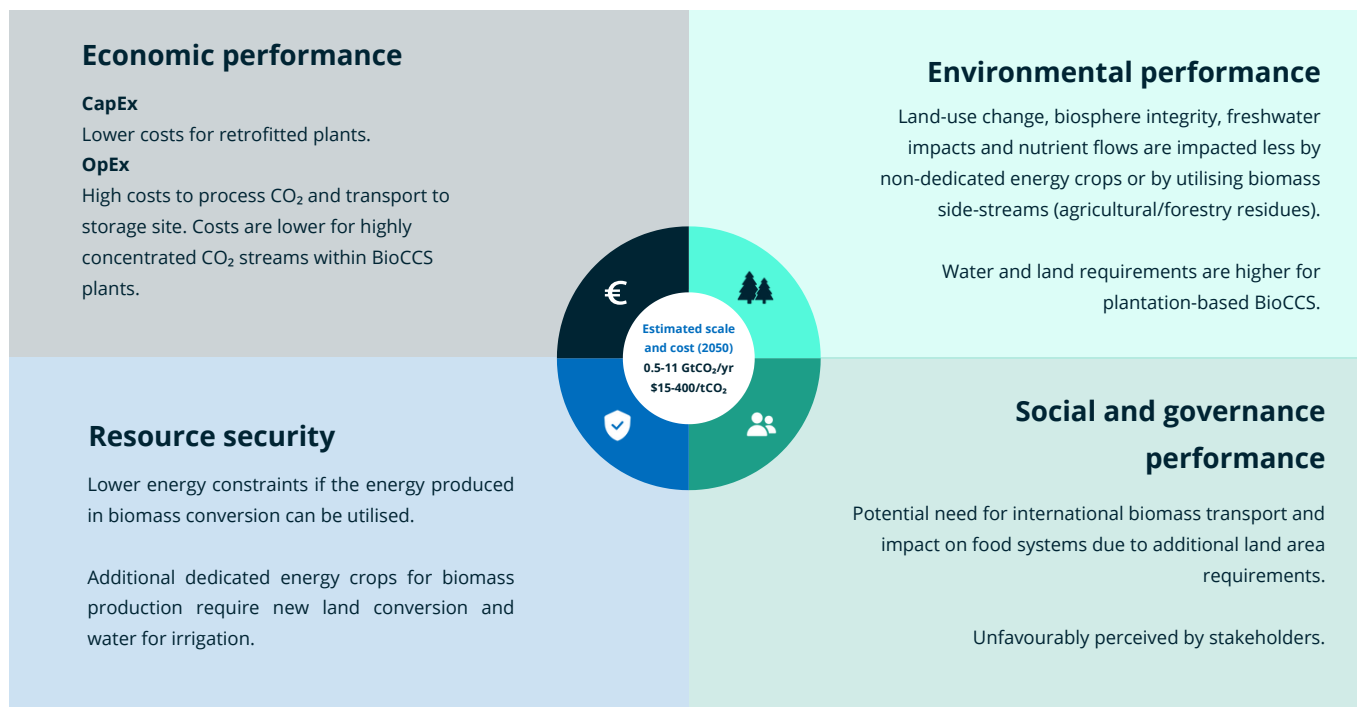 Economic performance
CapEx
Lower costs for retrofitted plants.
OpEx
High costs to process CO₂ and transport to
storage site. Costs are lower for highly
concentrated CO₂ streams within BioCCS
plants.
Environmental performance
Land-use change, biosphere integrity, freshwater
impacts and nutrient flows are impacted less by
non-dedicated energy crops or by utilising biomass
side-streams (agricultural/forestry residues).
Water and land requirements are higher for
plantation-based BioCCS.
€
Estimated scale
and cost (2050)
0.5-11 GtCO₂/yr
$15-400/tCO₂
Resource security
Lower energy constraints if the energy produced
in biomass conversion can be utilised.
Additional dedicated energy crops for biomass
production require new land conversion and
water for irrigation.
Social and governance
performance
Potential need for international biomass transport and
impact on food systems due to additional land area
requirements.
Unfavourably perceived by stakeholders.